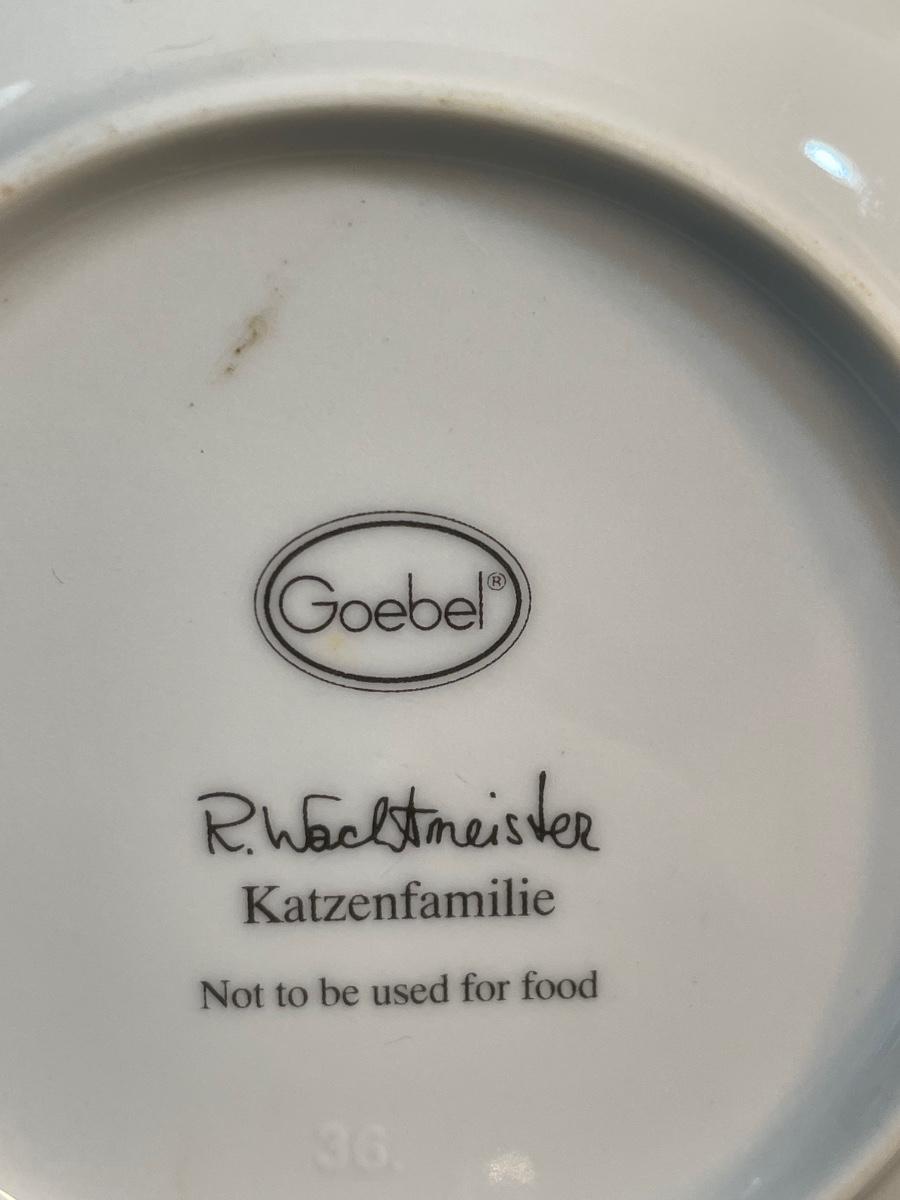 Goebel®
R. Wachtmeister
Katzenfamilie
Not to be used for food
36.